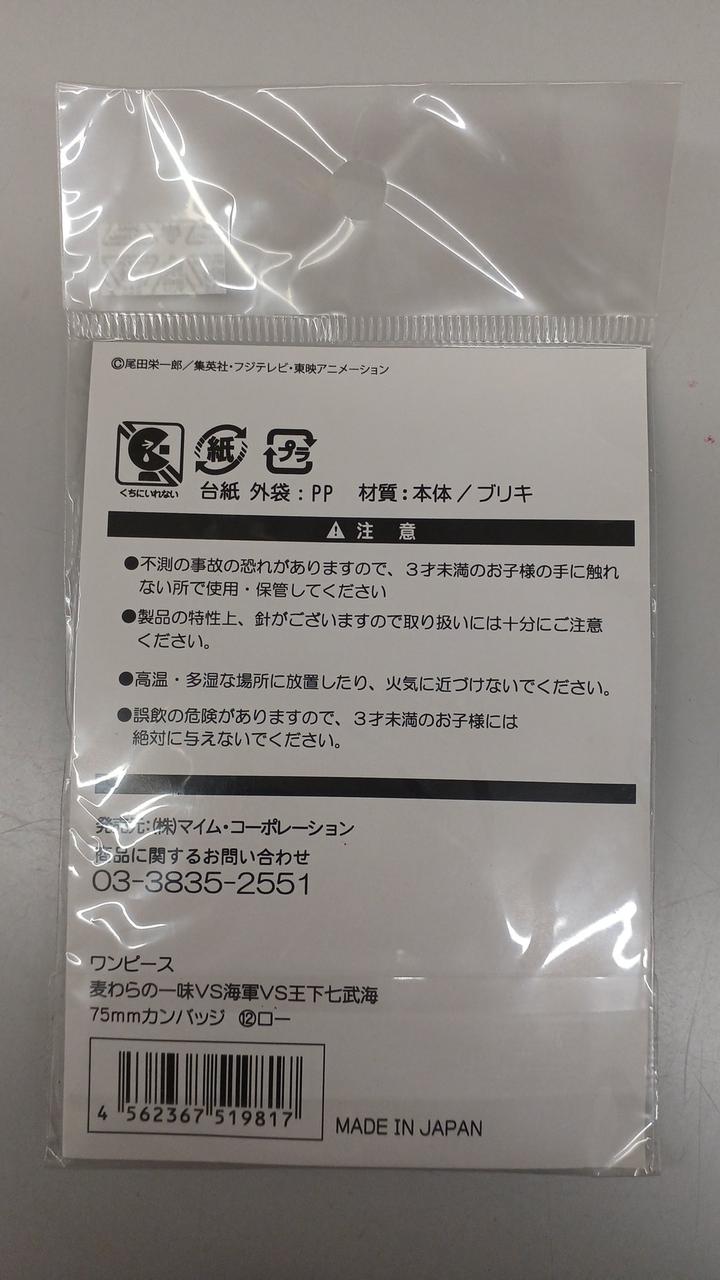 ©尾田栄一郎／集英社・フジテレビ・東映アニメーション
くちにいれない
紙
プラ
台紙 外袋：PP 材質：本体／ブリキ
注 意
●不測の事故の恐れがありますので、３才未満のお子様の手に触れ
ない所で使用・保管してください
●製品の特性上、針がございますので取り扱いには十分にご注意
ください。
●高温・多湿な場所に放置したり、火気に近づけないでください。
●誤飲の危険がありますので、３才未満のお子様には
絶対に与えないでください。
発売元：(株)マイム・コーポレーション
商品に関するお問い合わせ
03-3835-2551
ワンピース
麦わらの一味VS海軍VS王下七武海
75mmカンバッジ ⑫ロー
4 562367 519817
MADE IN JAPAN